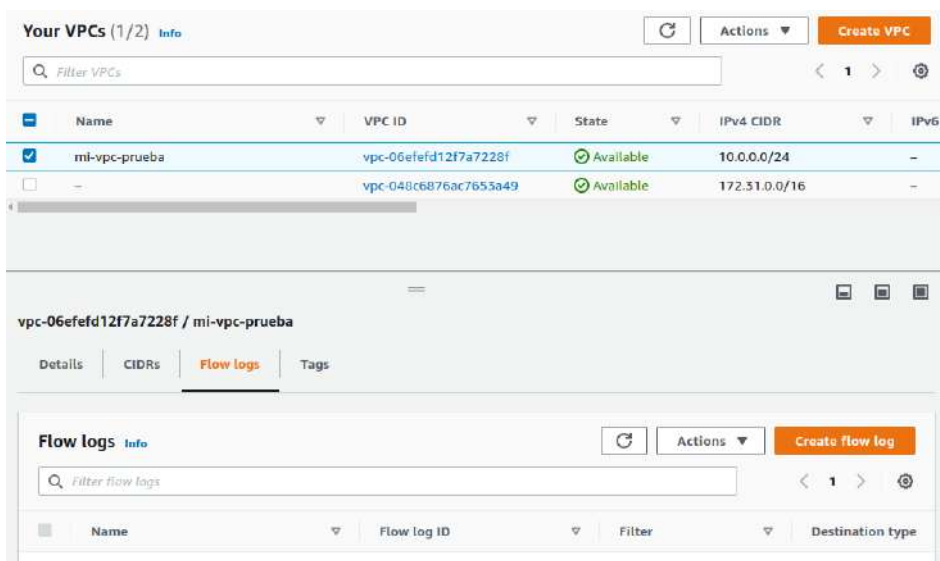 Your VPCs (1/2) Info Actions ▼ Create VPC
Filter VPCs 1
Name VPC ID State IPv4 CIDR IPv6
mi-vpc-prueba vpc-06efefd12f7a7228f Available 10.0.0.0/24 –
– vpc-048c6876ac7653a49 Available 172.31.0.0/16 –
vpc-06efefd12f7a7228f / mi-vpc-prueba
Details CIDRs Flow logs Tags
Flow logs Info Actions ▼ Create flow log
Filter flow logs 1
Name Flow log ID Filter Destination type